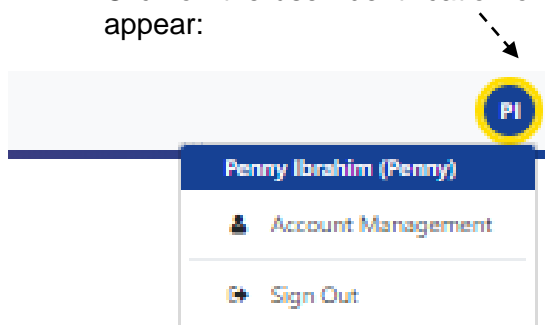 appear:
PI
Penny Ibrahim (Penny)
Account Management
Sign Out